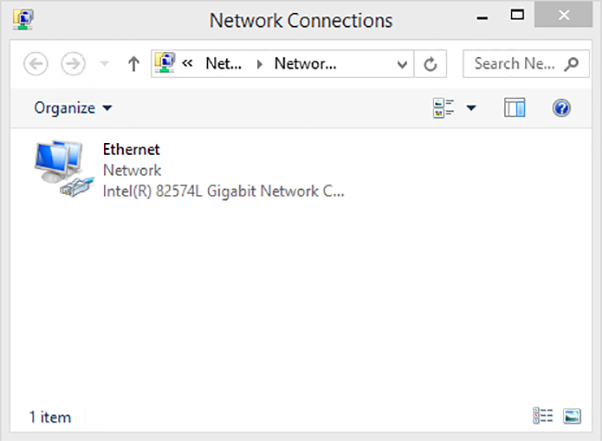 Network Connections
« Net... Networ... Search Ne...
Organize
Ethernet
Network
Intel(R) 82574L Gigabit Network C...
1 item